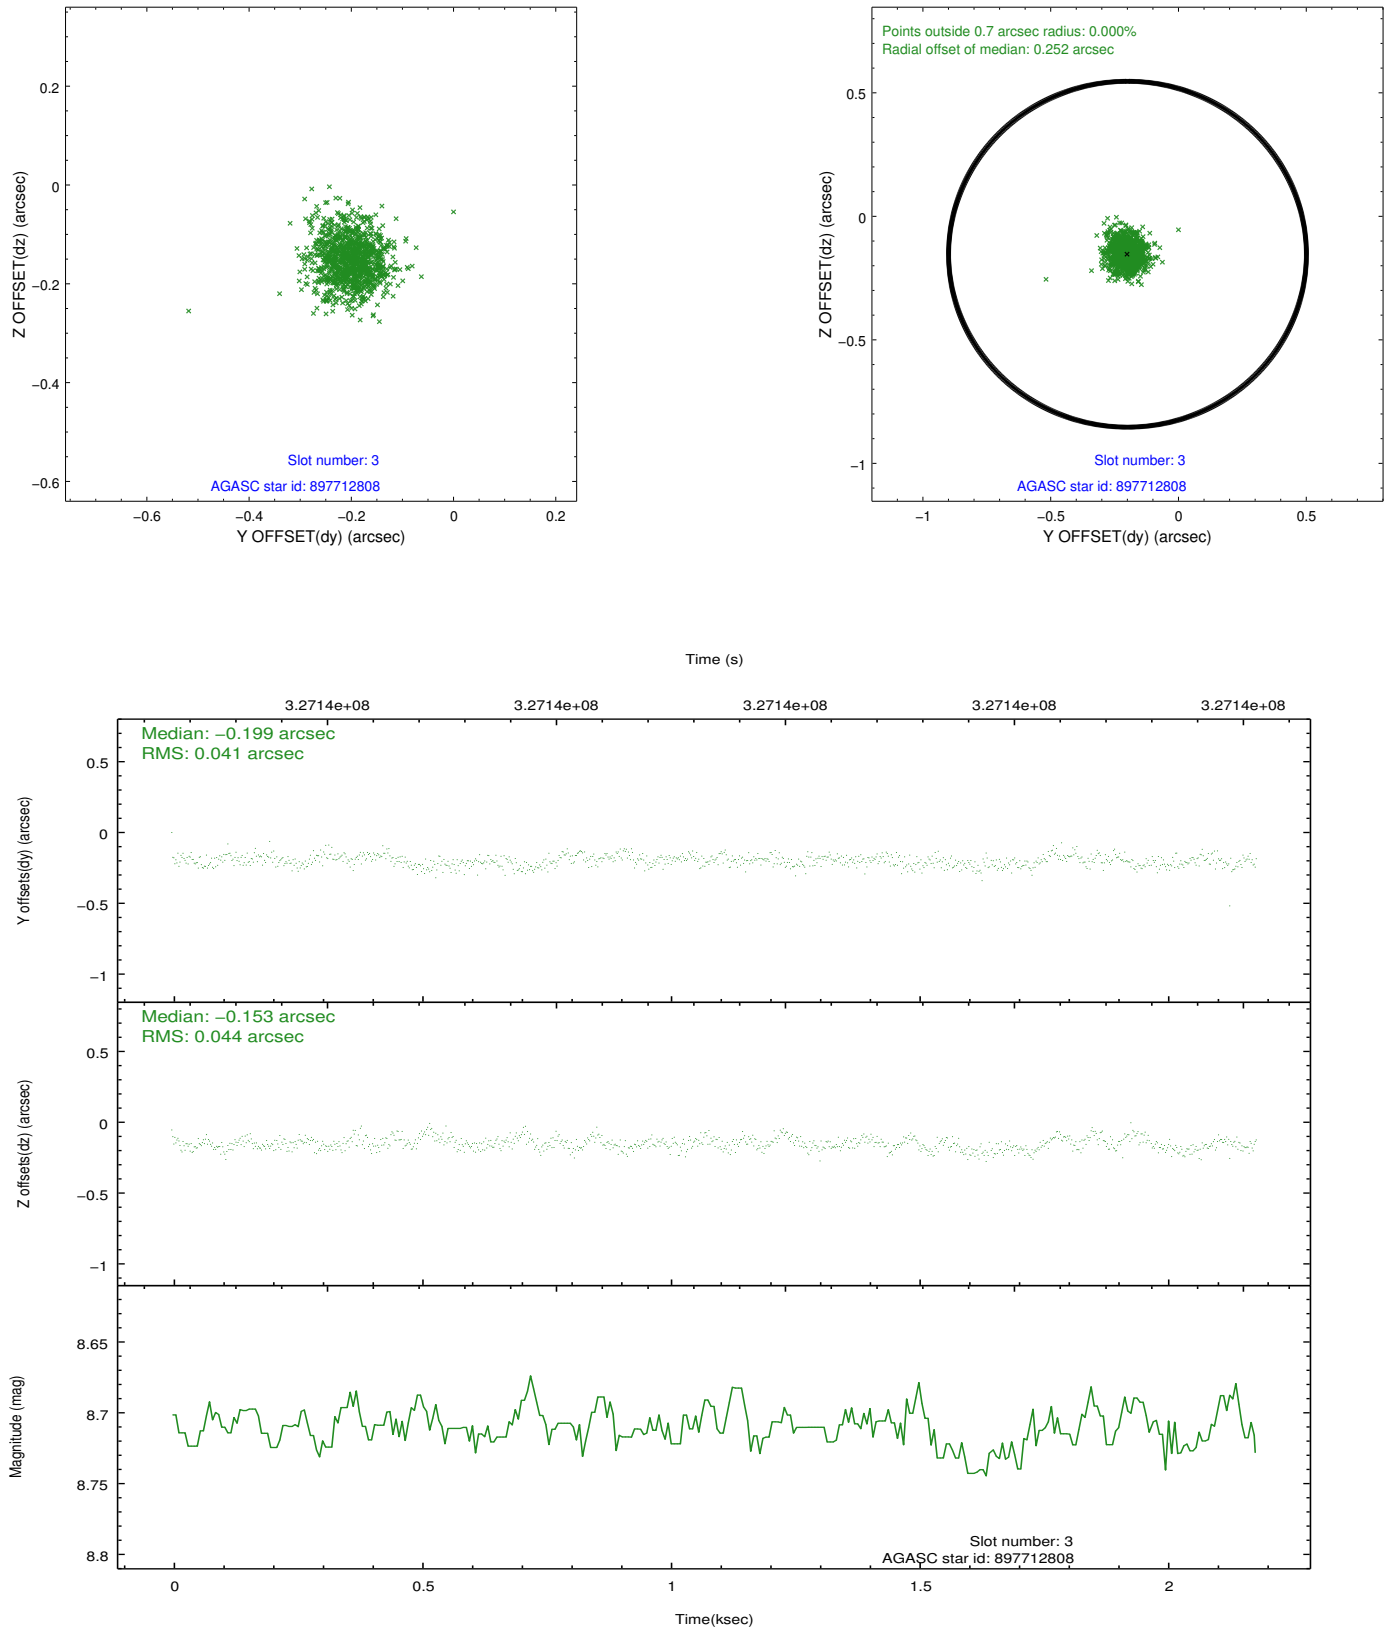 0.2
0
−0.2
−0.4
−0.6
Z OFFSET(dz) (arcsec)
Slot number: 3
AGASC star id: 897712808
−0.6
−0.4
−0.2
0
0.2
Y OFFSET(dy) (arcsec)
Points outside 0.7 arcsec radius: 0.000%
Radial offset of median: 0.252 arcsec
0.5
0
−0.5
−1
Z OFFSET(dz) (arcsec)
Slot number: 3
AGASC star id: 897712808
−1
−0.5
0
0.5
Y OFFSET(dy) (arcsec)
Time (s)
3.2714e+08
3.2714e+08
3.2714e+08
3.2714e+08
3.2714e+08
Median: −0.199 arcsec
RMS: 0.041 arcsec
0.5
0
−0.5
−1
Y offsets(dy) (arcsec)
Median: −0.153 arcsec
RMS: 0.044 arcsec
0.5
0
−0.5
−1
Z offsets(dz) (arcsec)
8.65
8.7
8.75
8.8
Magnitude (mag)
Slot number: 3
AGASC star id: 897712808
0
0.5
1
1.5
2
Time(ksec)